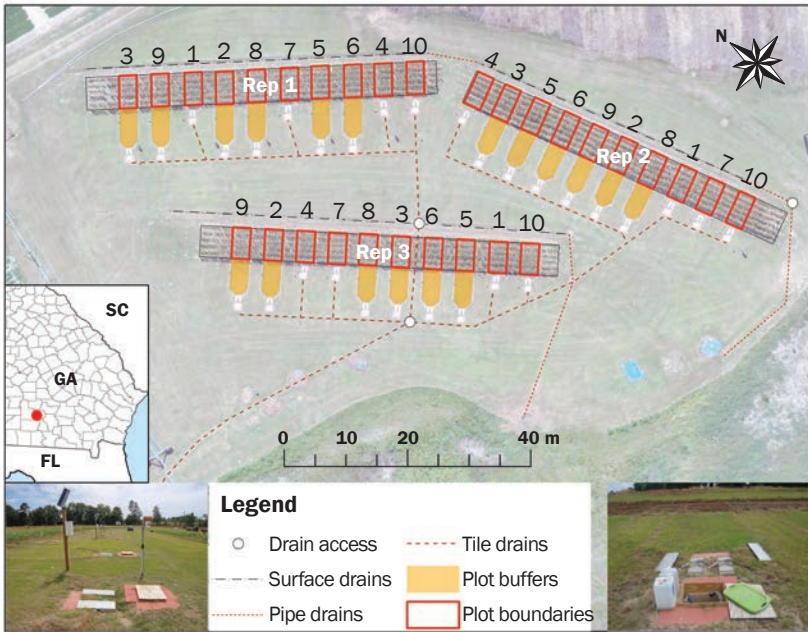 3 9 1 2 8 7 5 6 4 10
Rep 1
N
4 3 5 6 9 2 8 1 7 10
Rep 2
9 2 4 7 8 3 6 5 1 10
Rep 3
SC
GA
FL
0 10 20 40 m
Legend
Drain access
Tile drains
Surface drains
Plot buffers
Pipe drains
Plot boundaries